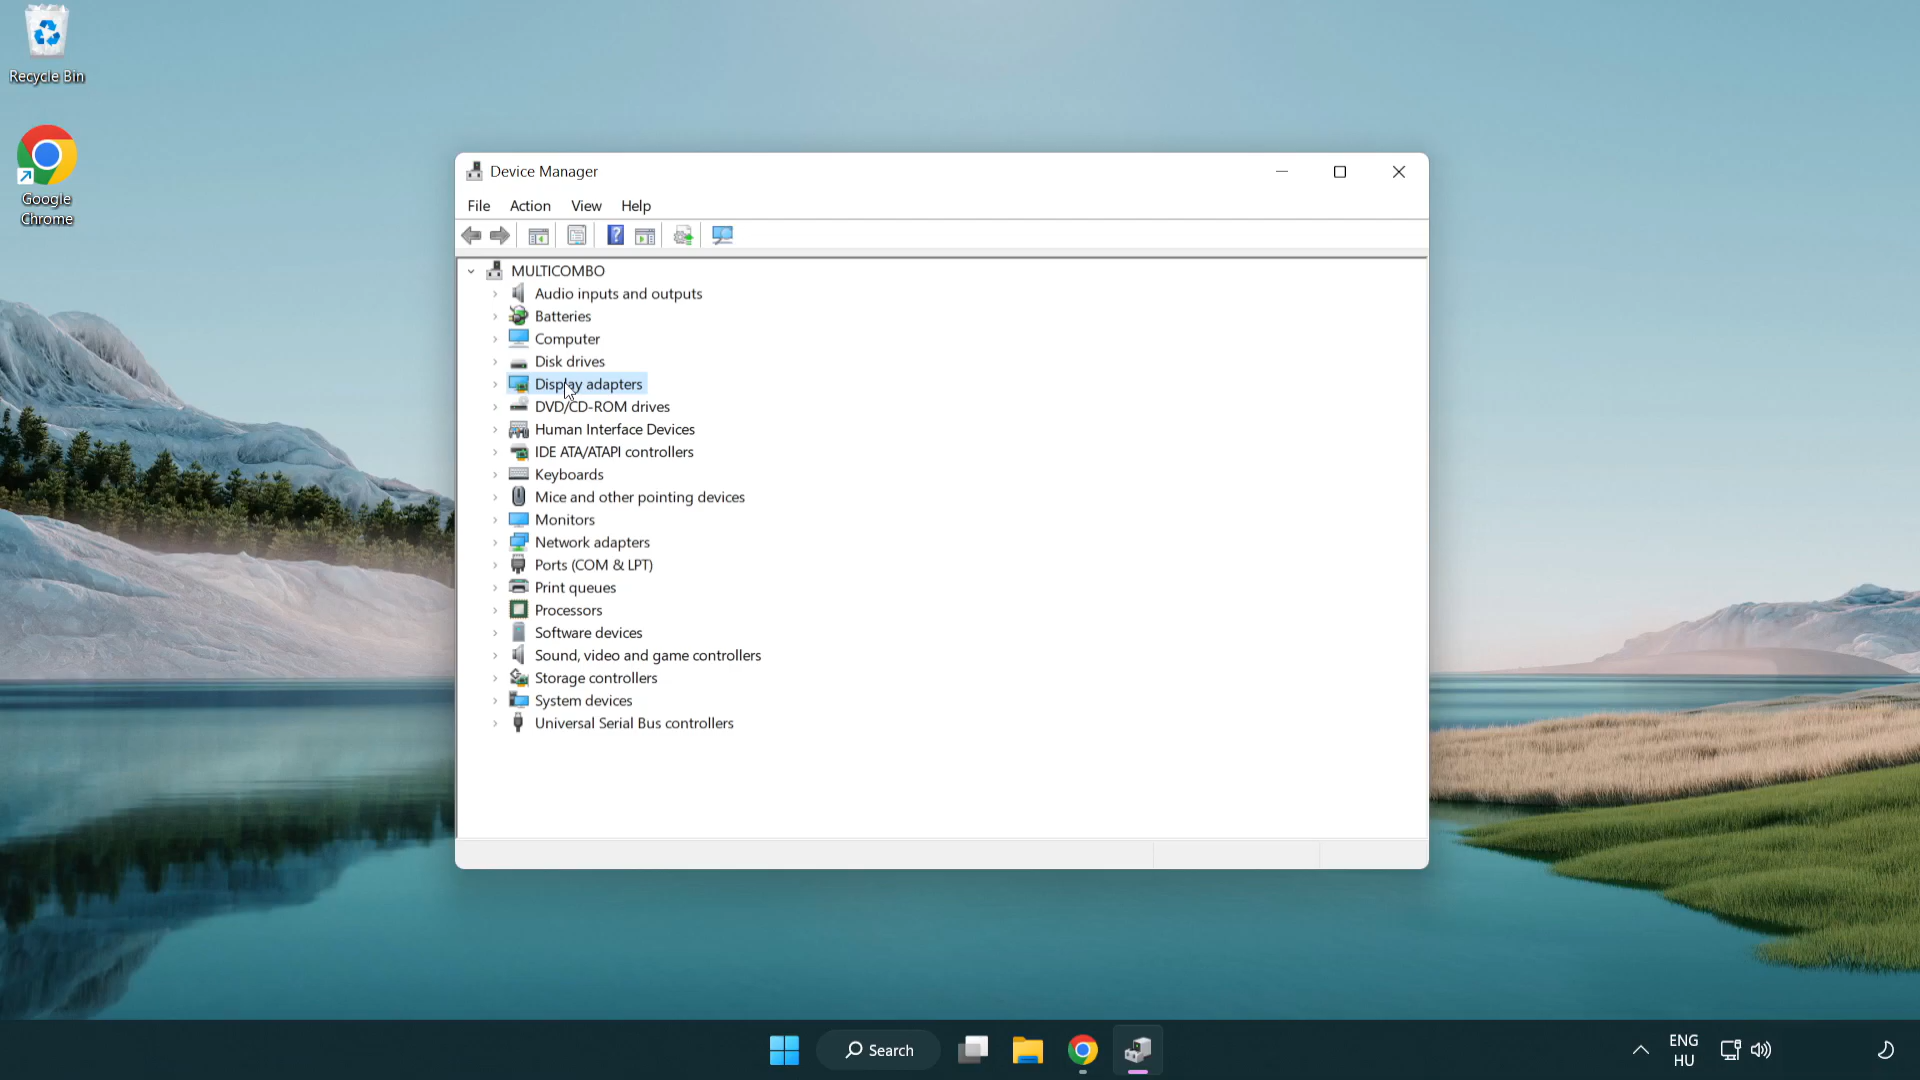 Recycle Bin
Google
Chrome
Device Manager
File Action View Help
MULTICOMBO
Audio inputs and outputs
Batteries
Computer
Disk drives
Display adapters
DVD/CD-ROM drives
Human Interface Devices
IDE ATA/ATAPI controllers
Keyboards
Mice and other pointing devices
Monitors
Network adapters
Ports (COM & LPT)
Print queues
Processors
Software devices
Sound, video and game controllers
Storage controllers
System devices
Universal Serial Bus controllers
Search
ENG
HU